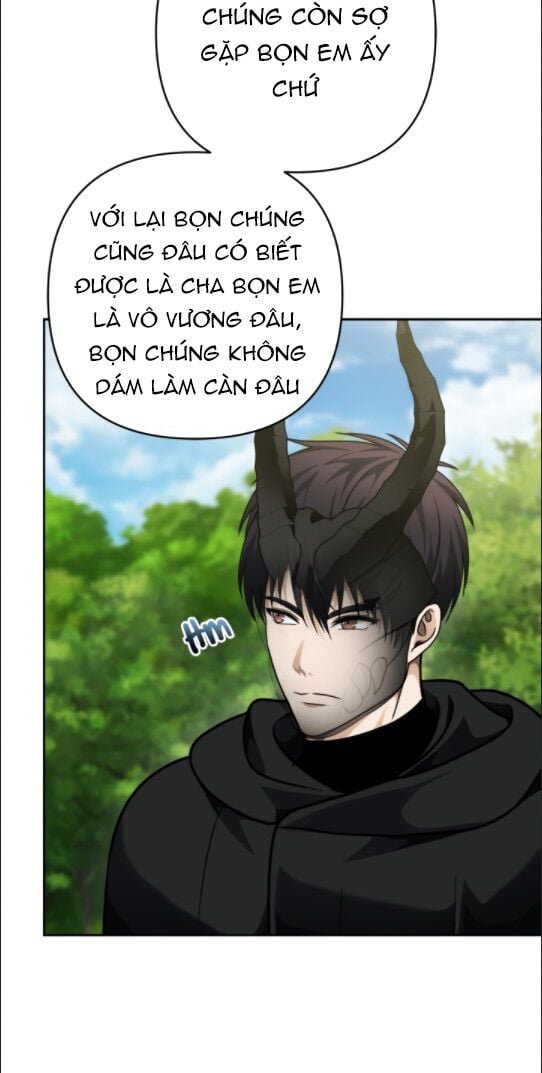 CHÚNG CÒN SỢ
GẶP BỌN EM ẤY
CHỨ
VỚI LẠI BỌN CHÚNG
CŨNG ĐÂU CÓ BIẾT
ĐƯỢC LÀ CHA BỌN EM
LÀ VÔ VƯƠNG ĐÂU,
BỌN CHÚNG KHÔNG
DÁM LÀM CÀN ĐÂU
Hm